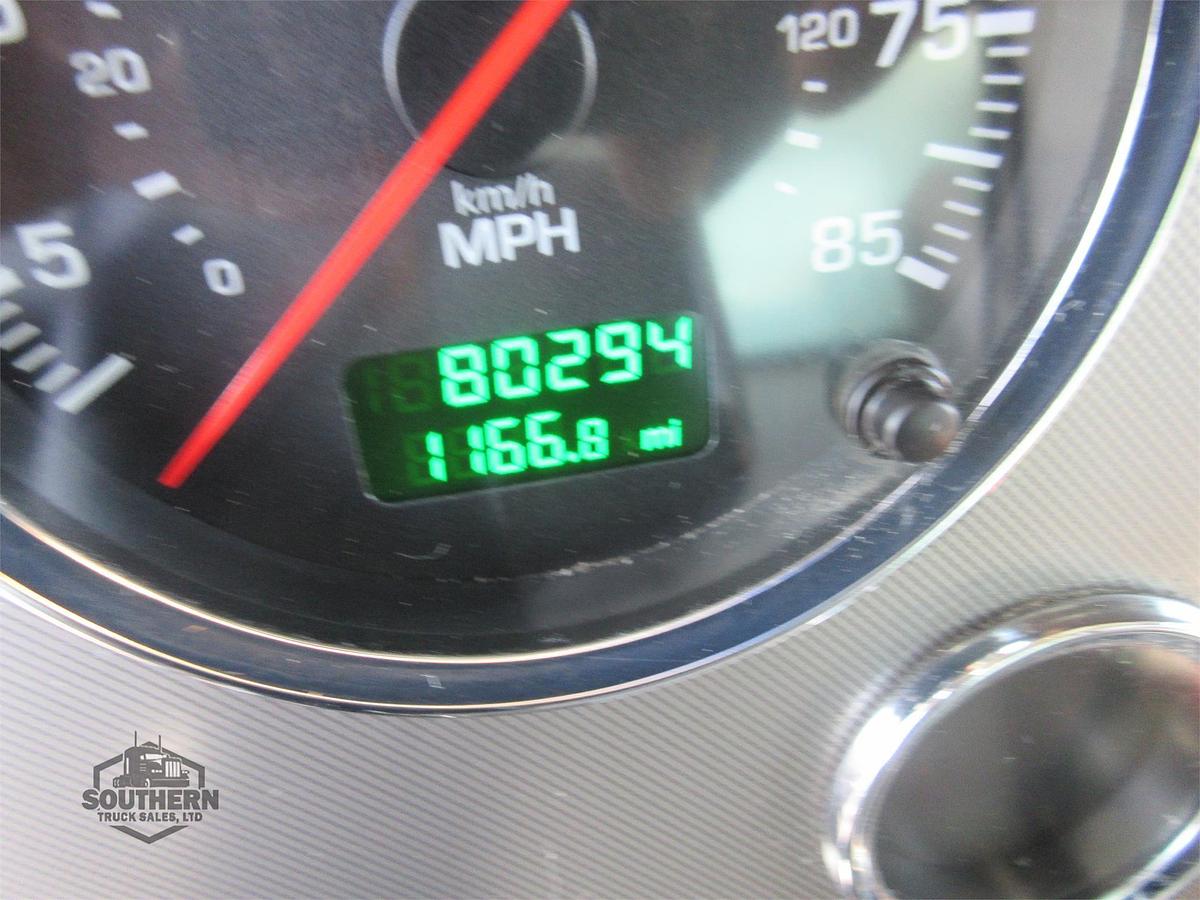 20
120 75
km/h
MPH
5
0
85
80294
1166.8 mi
SOUTHERN
TRUCK SALES, LTD